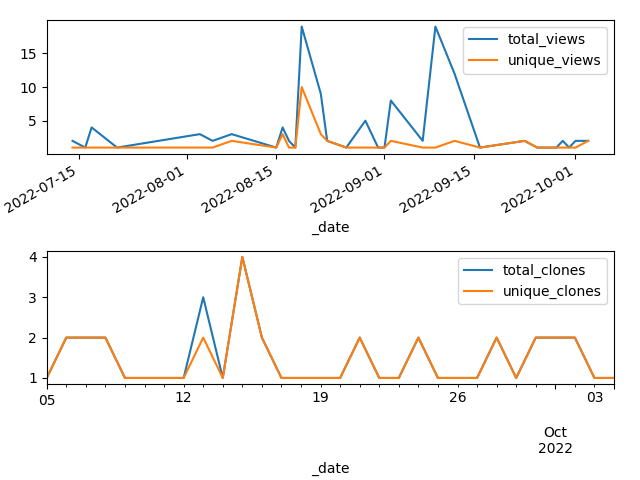 15
10
5
total_views
unique_views
2022-07-15
2022-08-01
2022-08-15
2022-09-01
2022-09-15
2022-10-01
_date
4
3
2
1
total_clones
unique_clones
05 12 19 26 03
Oct
2022
_date